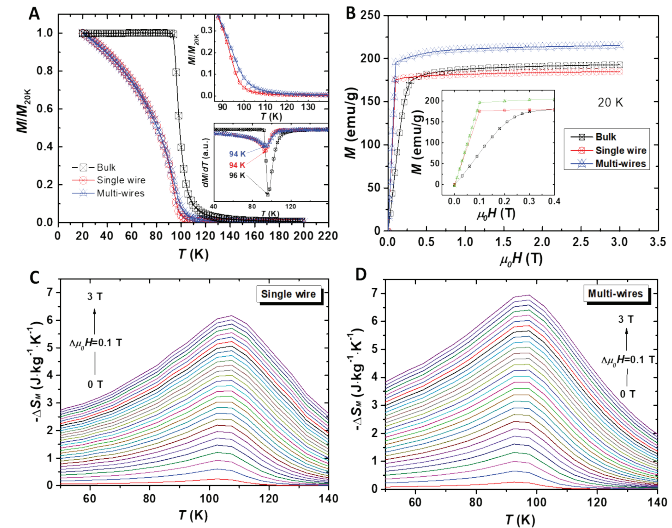 A
M/M20K
1.0
0.8
0.6
0.4
0.2
0.0
0 20 40 60 80 100 120 140 160 180 200 220
T (K)
Bulk
Single wire
Multi-wires
M/M20K
0.3
0.2
0.1
0.0
90 100 110 120 130
T (K)
dM/dT (a.u.)
94 K
94 K
96 K
40 80 120 160 200
T (K)
B
M (emu/g)
250
200
150
100
50
0
0.0 0.5 1.0 1.5 2.0 2.5 3.0 3.5
μ0H (T)
20 K
Bulk
Single wire
Multi-wires
M (emu/g)
200
150
100
50
0
0.0 0.1 0.2 0.3 0.4
μ0H (T)
C
-ΔSM (J·kg-1·K-1)
7
6
5
4
3
2
1
0
60 80 100 120 140
T (K)
Single wire
3 T
Δμ0H=0.1 T
0 T
D
-ΔSM (J·kg-1·K-1)
7
6
5
4
3
2
1
0
60 80 100 120 140
T (K)
Multi-wires
3 T
Δμ0H=0.1 T
0 T